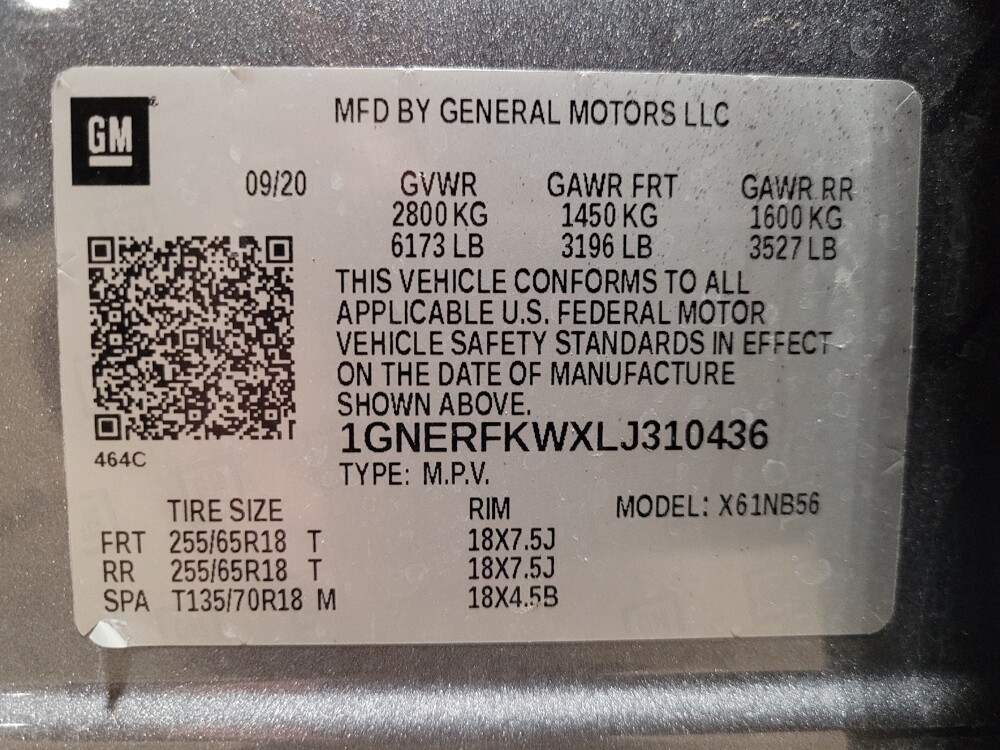 GM
MFD BY GENERAL MOTORS LLC
09/20 GVWR GAWR FRT GAWR RR
2800 KG 1450 KG 1600 KG
6173 LB 3196 LB 3527 LB
THIS VEHICLE CONFORMS TO ALL
APPLICABLE U.S. FEDERAL MOTOR
VEHICLE SAFETY STANDARDS IN EFFECT
ON THE DATE OF MANUFACTURE
SHOWN ABOVE.
1GNERFKWXLJ310436
464C
TYPE: M.P.V.
TIRE SIZE RIM MODEL: X61NB56
FRT 255/65R18 T 18X7.5J
RR 255/65R18 T 18X7.5J
SPA T135/70R18 M 18X4.5B